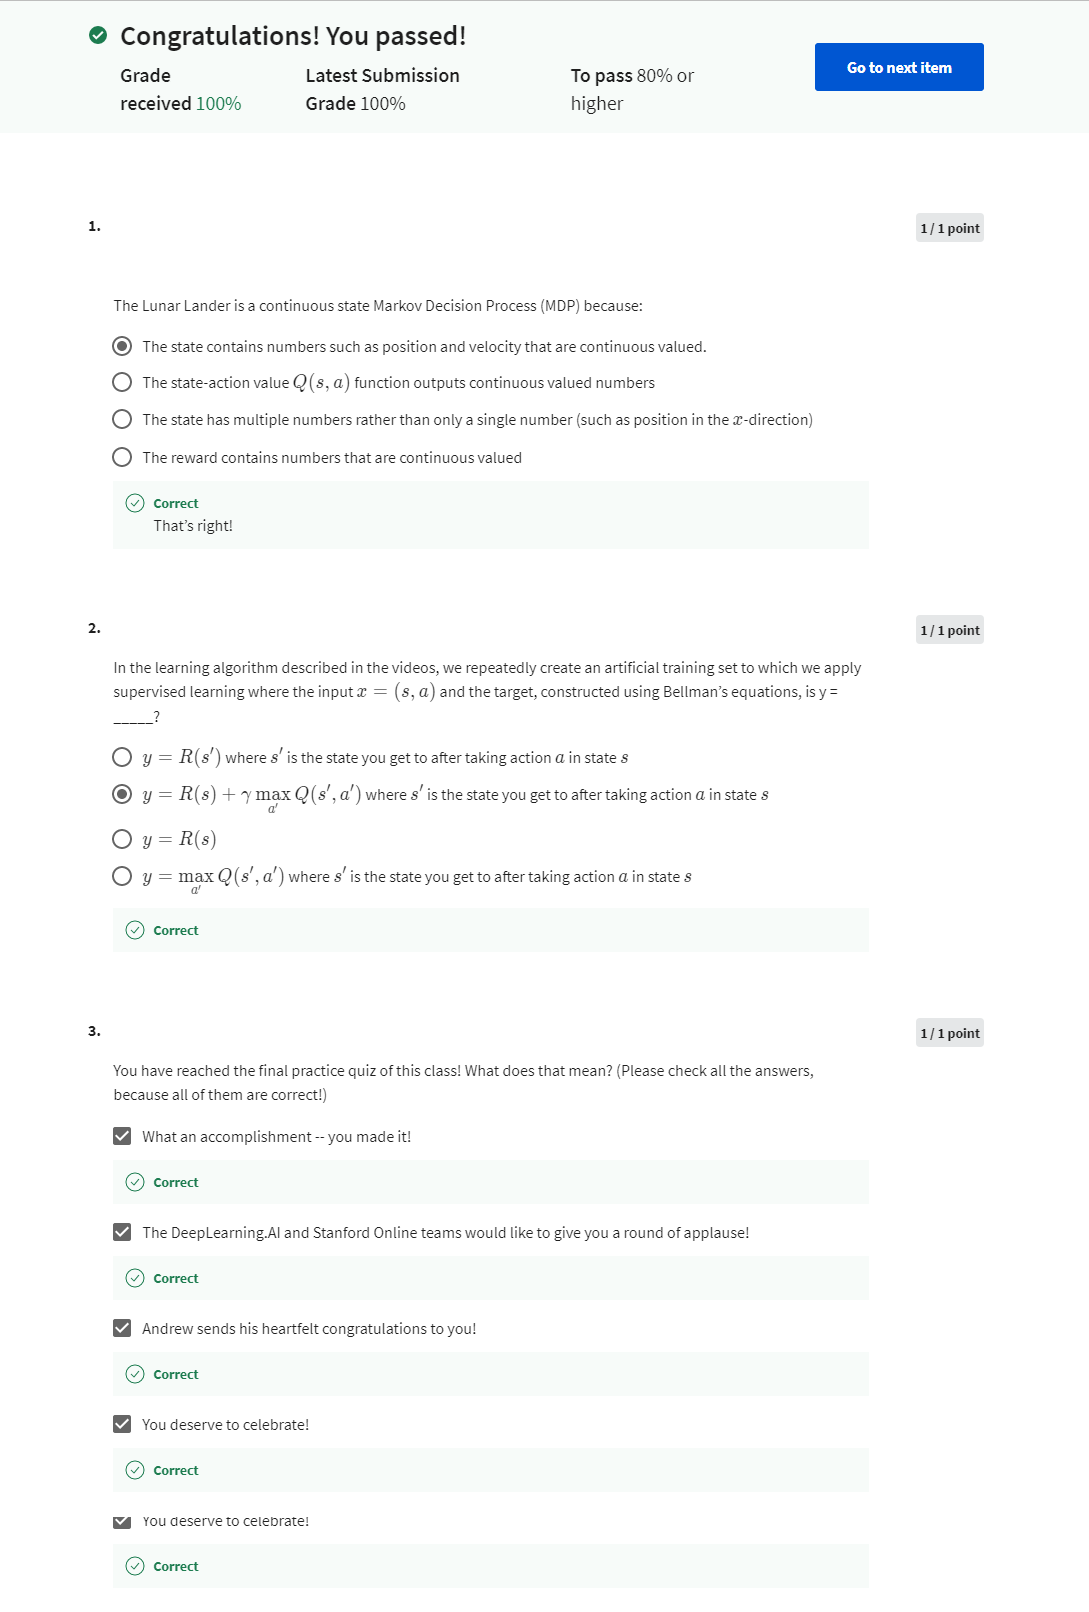 Congratulations! You passed!
Grade received 100%
Latest Submission Grade 100%
To pass 80% or higher
Go to next item
1.
1 / 1 point
The Lunar Lander is a continuous state Markov Decision Process (MDP) because:
The state contains numbers such as position and velocity that are continuous valued.
The state-action value Q(s, a) function outputs continuous valued numbers
The state has multiple numbers rather than only a single number (such as position in the x-direction)
The reward contains numbers that are continuous valued
Correct
That's right!
2.
1 / 1 point
In the learning algorithm described in the videos, we repeatedly create an artificial training set to which we apply
supervised learning where the input x = (s, a) and the target, constructed using Bellman's equations, is y =
_____?
y = R(s′) where s′ is the state you get to after taking action a in state s
y = R(s) + γ max a′ Q(s′, a′) where s′ is the state you get to after taking action a in state s
y = R(s)
y = max a′ Q(s′, a′) where s′ is the state you get to after taking action a in state s
Correct
3.
1 / 1 point
You have reached the final practice quiz of this class! What does that mean? (Please check all the answers,
because all of them are correct!)
What an accomplishment -- you made it!
Correct
The DeepLearning.AI and Stanford Online teams would like to give you a round of applause!
Correct
Andrew sends his heartfelt congratulations to you!
Correct
You deserve to celebrate!
Correct
You deserve to celebrate!
Correct